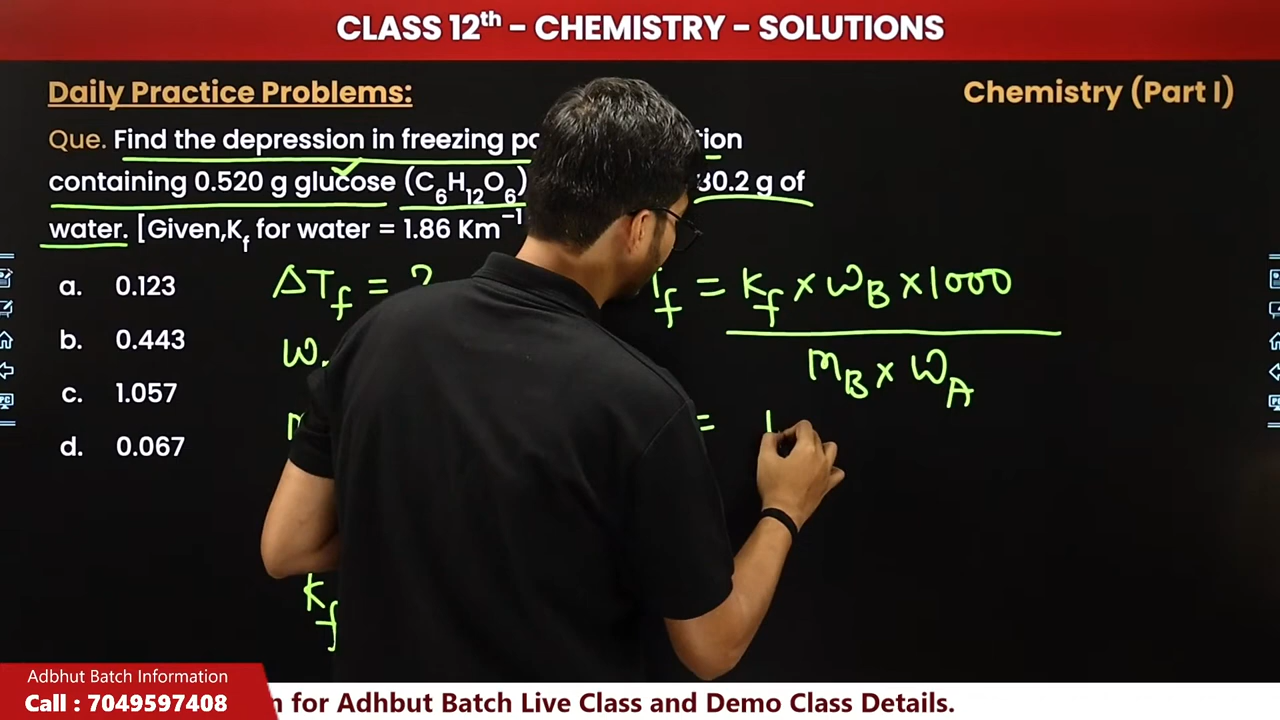 CLASS 12th - CHEMISTRY - SOLUTIONS
Daily Practice Problems:
Chemistry (Part I)
Que. Find the depression in freezing
containing 0.520 g glucose (C6H12O6) 80.2 g of
water. [Given,Kf for water = 1.86 Km⁻¹
a. 0.123
b. 0.443
c. 1.057
d. 0.067
ΔTf = ?
f = Kf × WB × 1000
mB × WA
=
Kf
Adbhut Batch Information
Call : 7049597408
for Adhbut Batch Live Class and Demo Class Details.